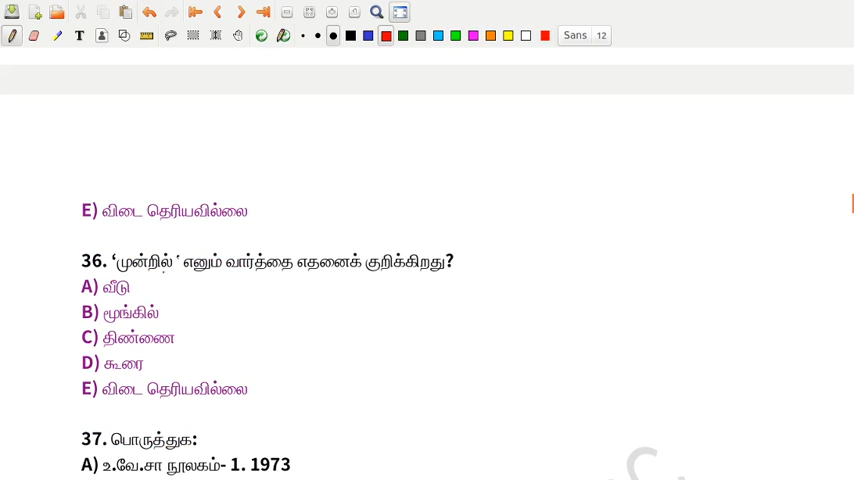 Sans 12
E) விடை தெரியவில்லை
36. ‘முன்றில் ‘ எனும் வார்த்தை எதனைக் குறிக்கிறது?
A) வீடு
B) மூங்கில்
C) திண்ணை
D) கூரை
E) விடை தெரியவில்லை
37. பொருத்துக:
A) உ.வே.சா நூலகம்- 1. 1973